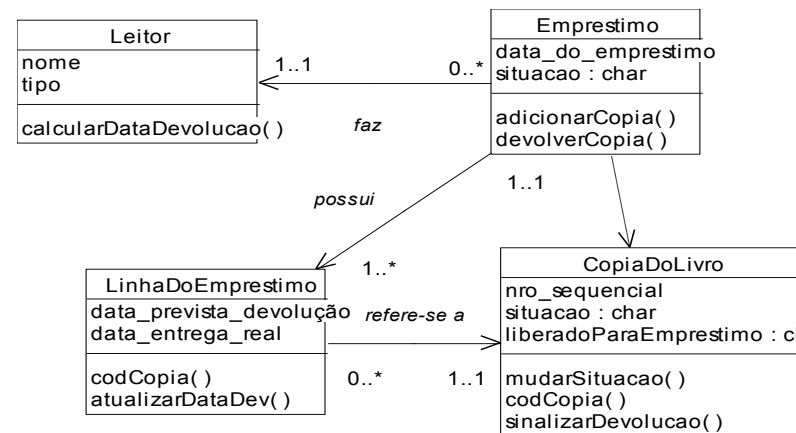 Leitor
nome
tipo
calcularDataDevolucao( )
1..1
0..*
faz
Emprestimo
data_do_emprestimo
situacao : char
adicionarCopia( )
devolverCopia( )
1..1
possui
1..*
LinhaDoEmprestimo
data_prevista_devolução
data_entrega_real
codCopia( )
atualizarDataDev( )
refere-se a
0..*
1..1
CopiaDoLivro
nro_sequencial
situacao : char
liberadoParaEmprestimo : c
mudarSituacao( )
codCopia( )
sinalizarDevolucao( )